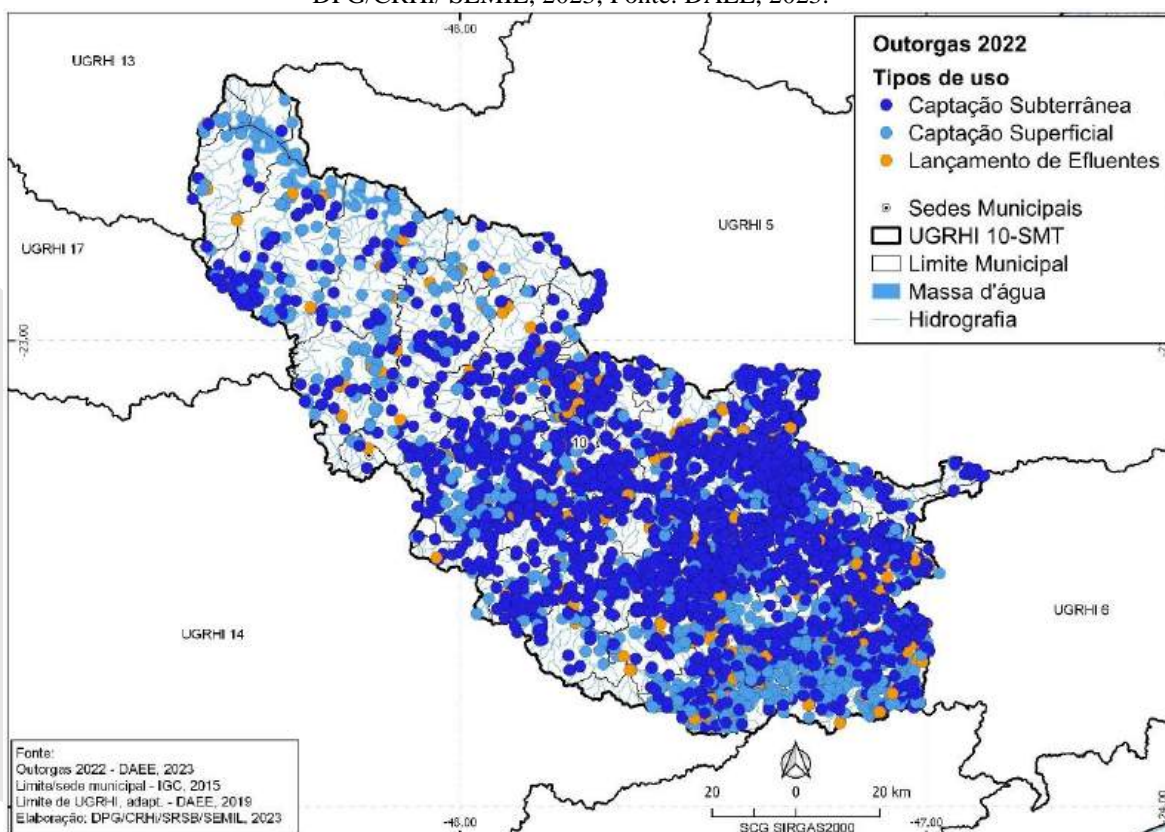 DPG/CRHi/ SEMIL, 2023, Fonte: DAEE, 2023.
-48.00
UGRHI 13
Outorgas 2022
Tipos de uso
Captação Subterrânea
Captação Superficial
Lançamento de Efluentes
Sedes Municipais
UGRHI 10-SMT
Limite Municipal
Massa d'água
Hidrografia
UGRHI 5
UGRHI 17
-23.00
10
UGRHI 14
UGRHI 6
Fonte:
Outorgas 2022 - DAEE, 2023
Limite/sede municipal - IGC, 2015
Limite de UGRHI, adapt. - DAEE, 2019
Elaboração: DPG/CRHi/SRSB/SEMIL, 2023
20 0 20 km
SCG SIRGAS2000
-48.00
-47.00
-24.00